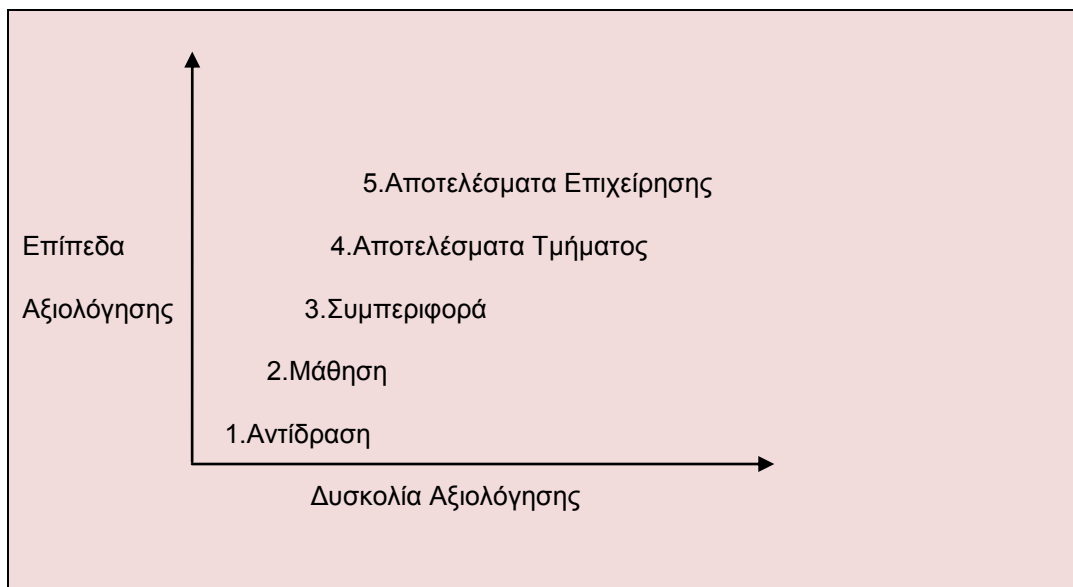 5.Αποτελέσματα Επιχείρησης
Επίπεδα 4.Αποτελέσματα Τμήματος
Αξιολόγησης 3.Συμπεριφορά
2.Μάθηση
1.Αντίδραση
Δυσκολία Αξιολόγησης